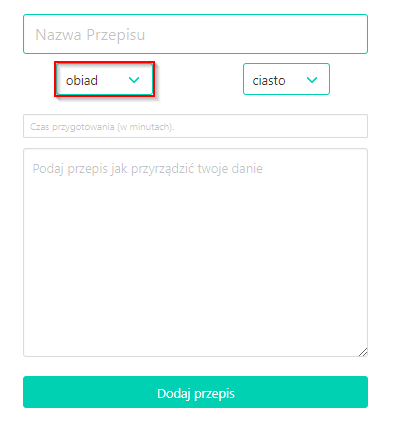 Nazwa Przepisu
obiad
ciasto
Czas przygotowania (w minutach).
Podaj przepis jak przyrządzić twoje danie
Dodaj przepis